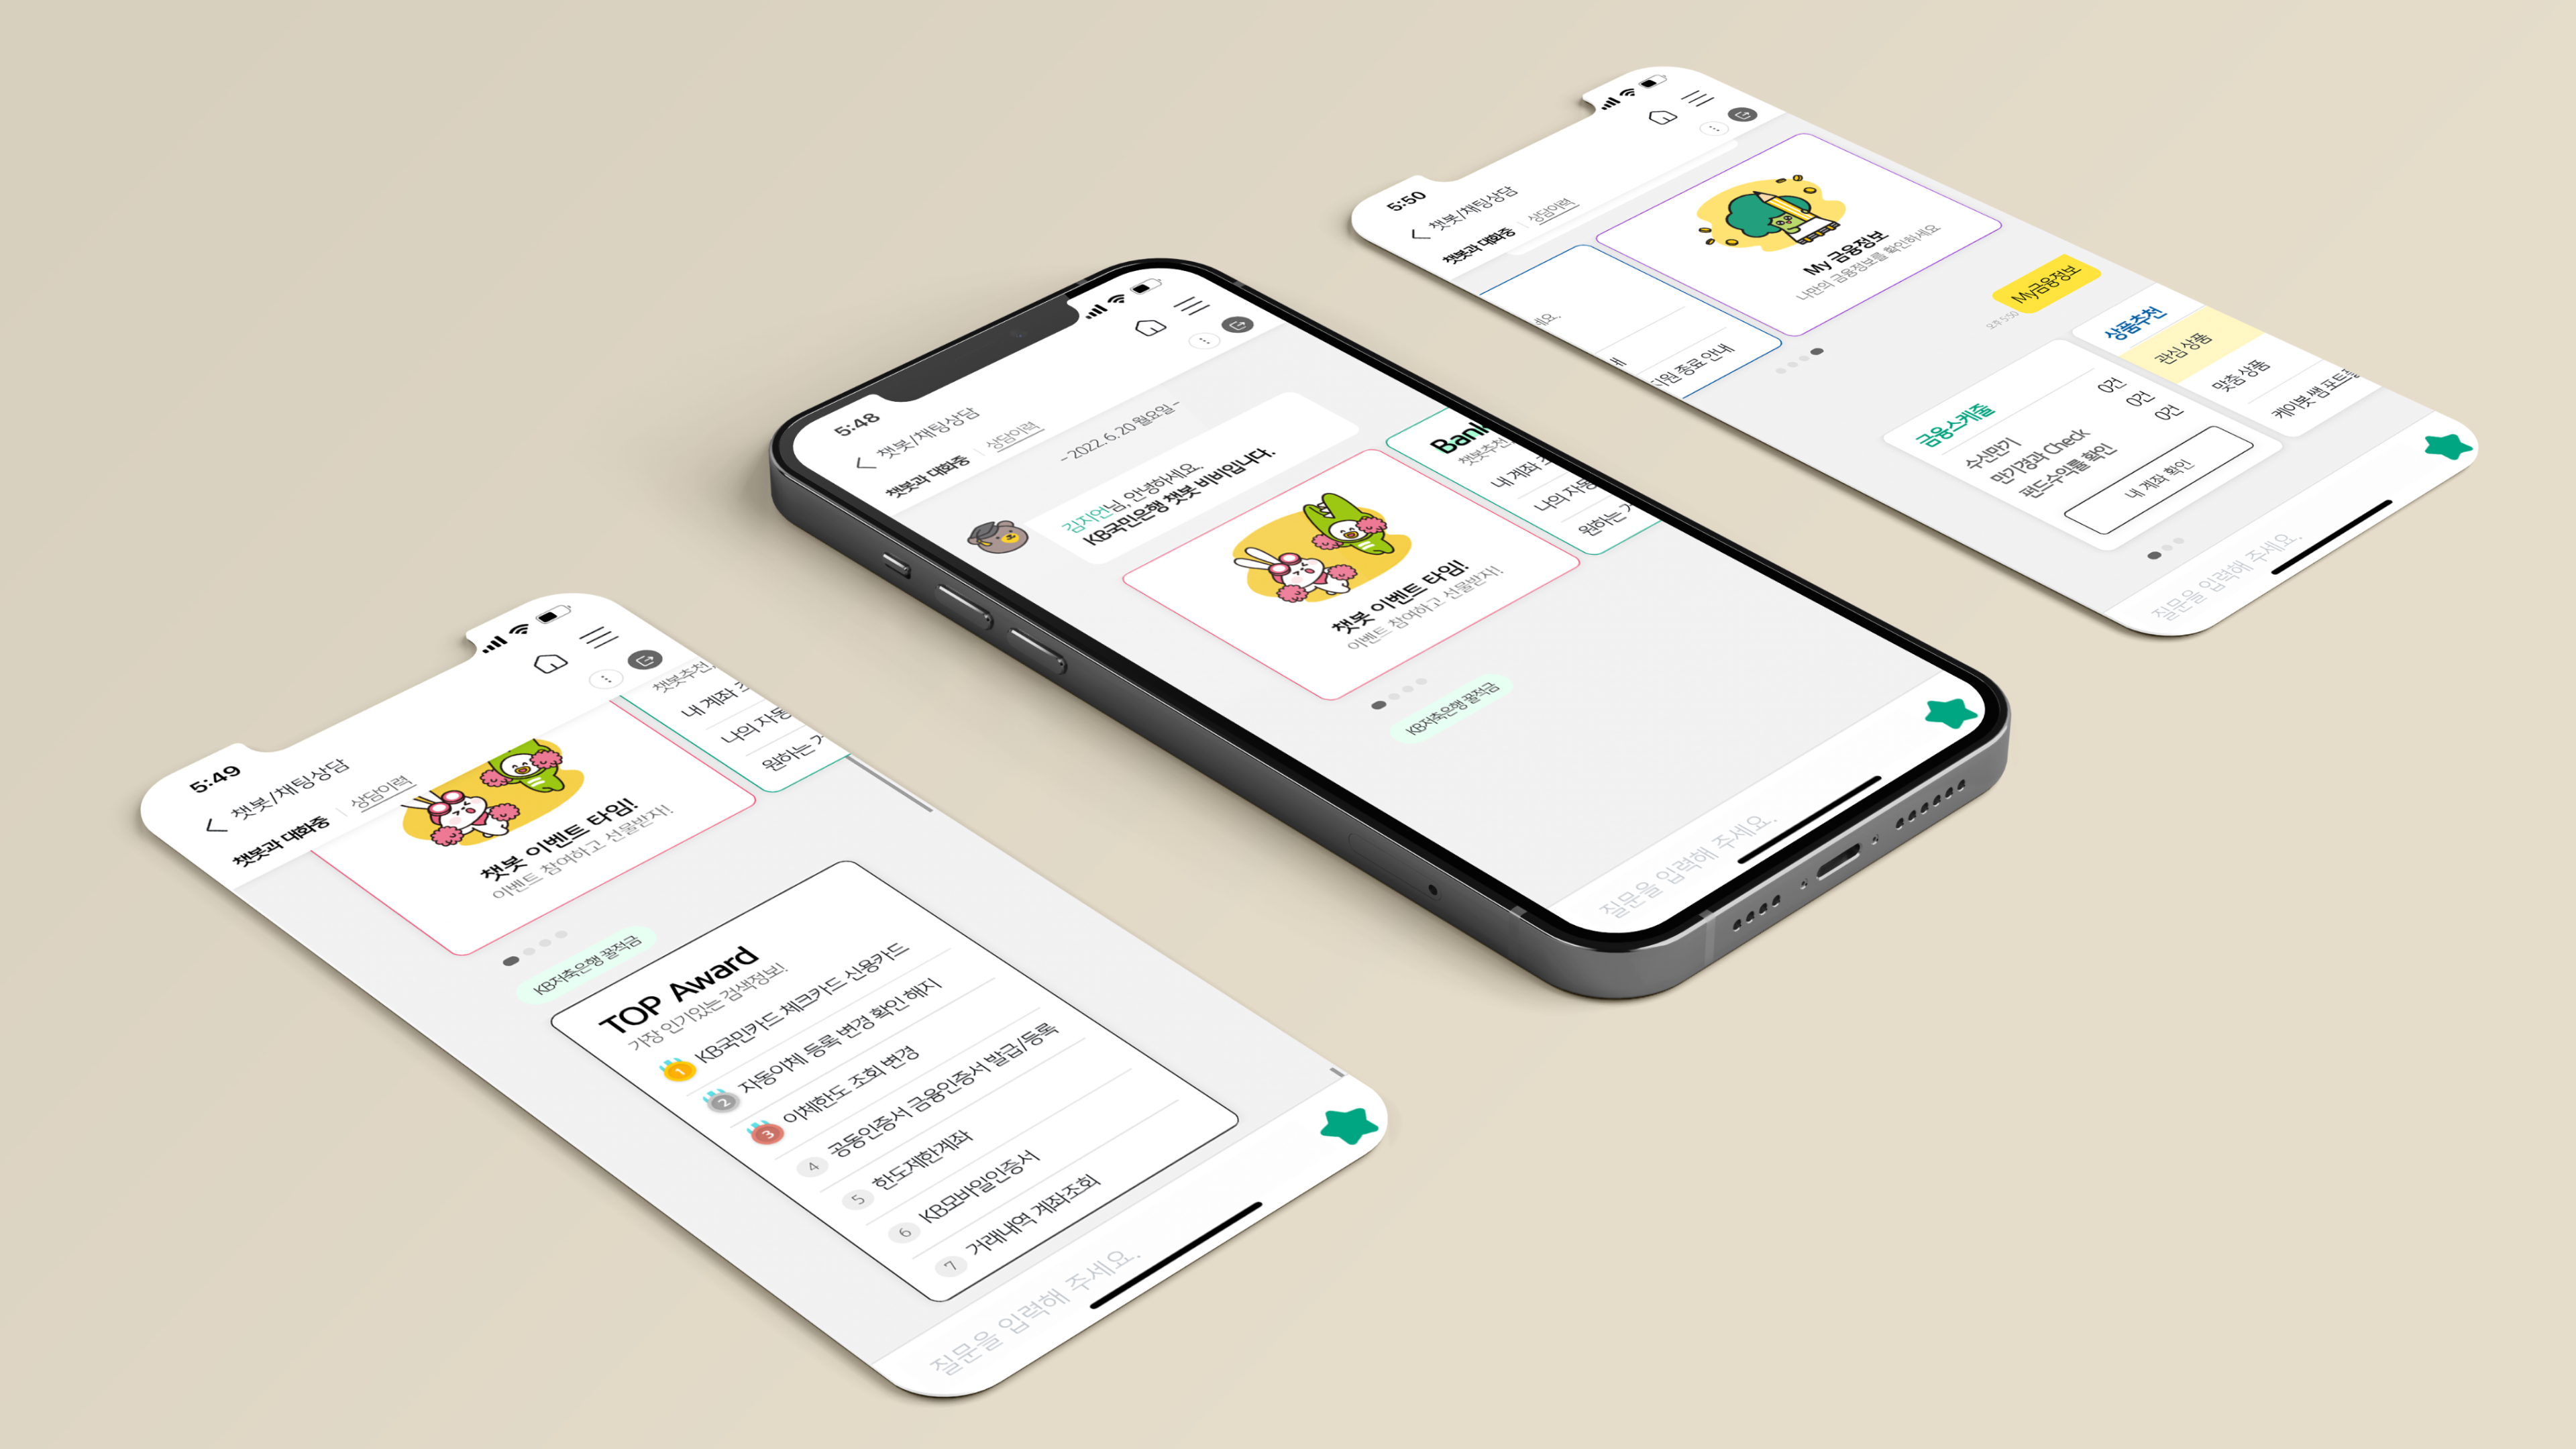 5:49
챗봇/채팅상담
챗봇과 대화중
상담이력
챗봇추천
내 계좌
나의 자동
원하는
챗봇 이벤트 타임!
이벤트 참여하고 선물받자!
KB저축은행 꿀적금
TOP Award
가장 인기있는 검색정보!
1 KB국민카드 체크카드 신용카드
2 자동이체 등록 변경 확인 해지
3 이체한도 조회 변경
4 공동인증서 금융인증서 발급/등록
5 한도제한계좌
6 KB모바일인증서
7 거래내역 계좌조회
질문을 입력해 주세요.
5:48
챗봇/채팅상담
챗봇과 대화중
상담이력
~ 2022. 6. 20 월요일 ~
김지언님, 안녕하세요.
KB국민은행 챗봇 비비입니다.
챗봇 이벤트 타임!
이벤트 참여하고 선물받자!
Bank
챗봇추천
내 계좌
나의 자동
원하는
KB저축은행 꿀적금
질문을 입력해 주세요.
5:50
챗봇/채팅상담
챗봇과 대화중
상담이력
세요.
내
지원 종료 안내
My 금융정보
나만의 금융정보를 확인하세요
My금융정보
오후 5:50
금융스케줄
수신만기 0건
만기경과 Check 0건
펀드수익률 확인 0건
내 계좌 확인
상품추천
관심 상품
맞춤 상품
케이봇 쌤 포트폴
질문을 입력해 주세요.